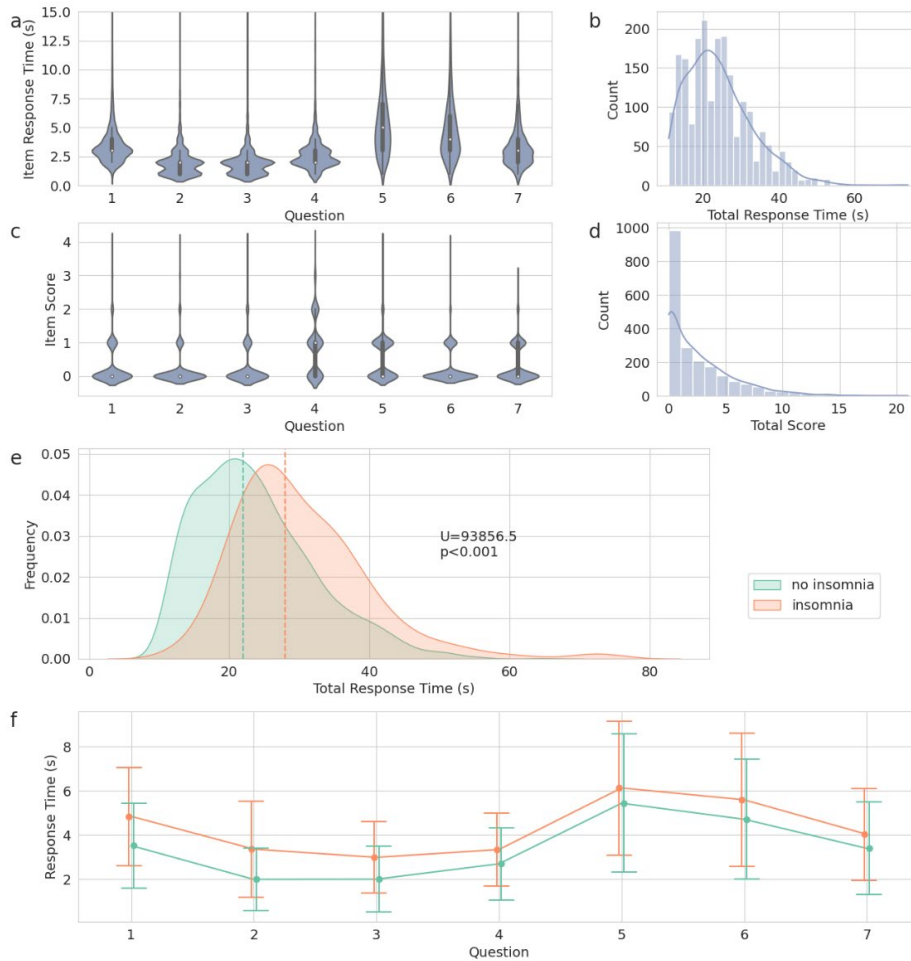 a
Item Response Time (s)
15.0
12.5
10.0
7.5
5.0
2.5
0.0
1 2 3 4 5 6 7
Question
b
Count
200
150
100
50
0
20 40 60
Total Response Time (s)
c
Item Score
4
3
2
1
0
1 2 3 4 5 6 7
Question
d
Count
1000
800
600
400
200
0
0 5 10 15 20
Total Score
e
Frequency
0.05
0.04
0.03
0.02
0.01
0.00
U=93856.5
p<0.001
0 20 40 60 80
Total Response Time (s)
no insomnia
insomnia
f
Response Time (s)
8
6
4
2
1 2 3 4 5 6 7
Question